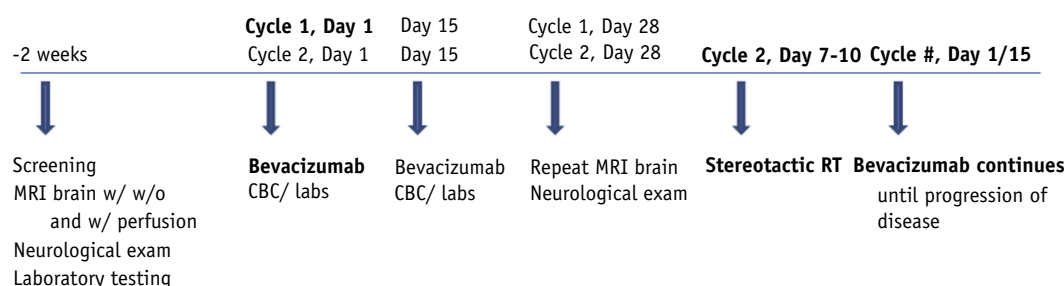 -2 weeks
Cycle 1, Day 1
Cycle 2, Day 1
Day 15
Day 15
Cycle 1, Day 28
Cycle 2, Day 28
Cycle 2, Day 7-10
Cycle #, Day 1/15
Screening
MRI brain w/ w/o
and w/ perfusion
Neurological exam
Laboratory testing
Bevacizumab
CBC/ labs
Bevacizumab
CBC/ labs
Repeat MRI brain
Neurological exam
Stereotactic RT
Bevacizumab continues
until progression of
disease